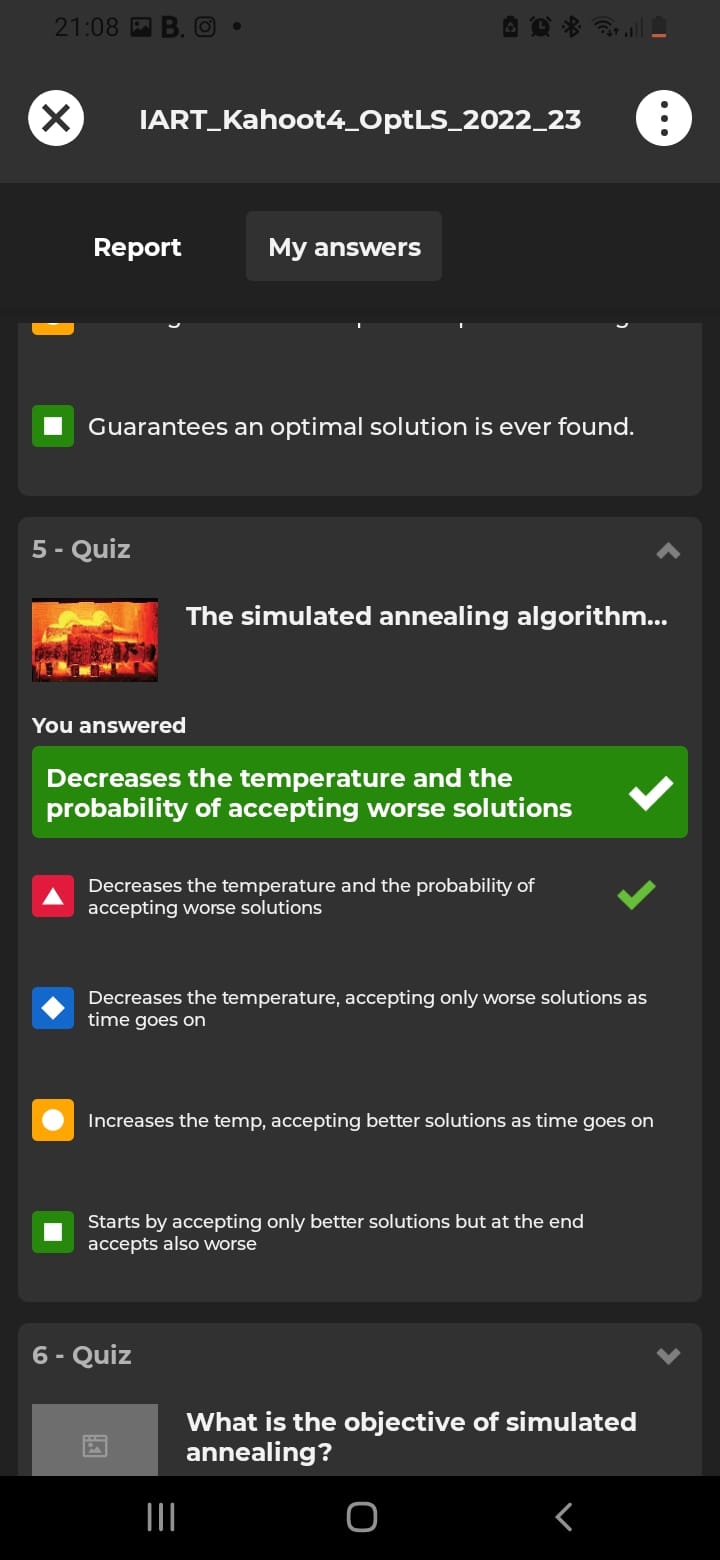 21:08 B.
IART_Kahoot4_OptLS_2022_23
Report My answers
Guarantees an optimal solution is ever found.
5 - Quiz
The simulated annealing algorithm...
You answered
Decreases the temperature and the
probability of accepting worse solutions
Decreases the temperature and the probability of
accepting worse solutions
Decreases the temperature, accepting only worse solutions as
time goes on
Increases the temp, accepting better solutions as time goes on
Starts by accepting only better solutions but at the end
accepts also worse
6 - Quiz
What is the objective of simulated
annealing?